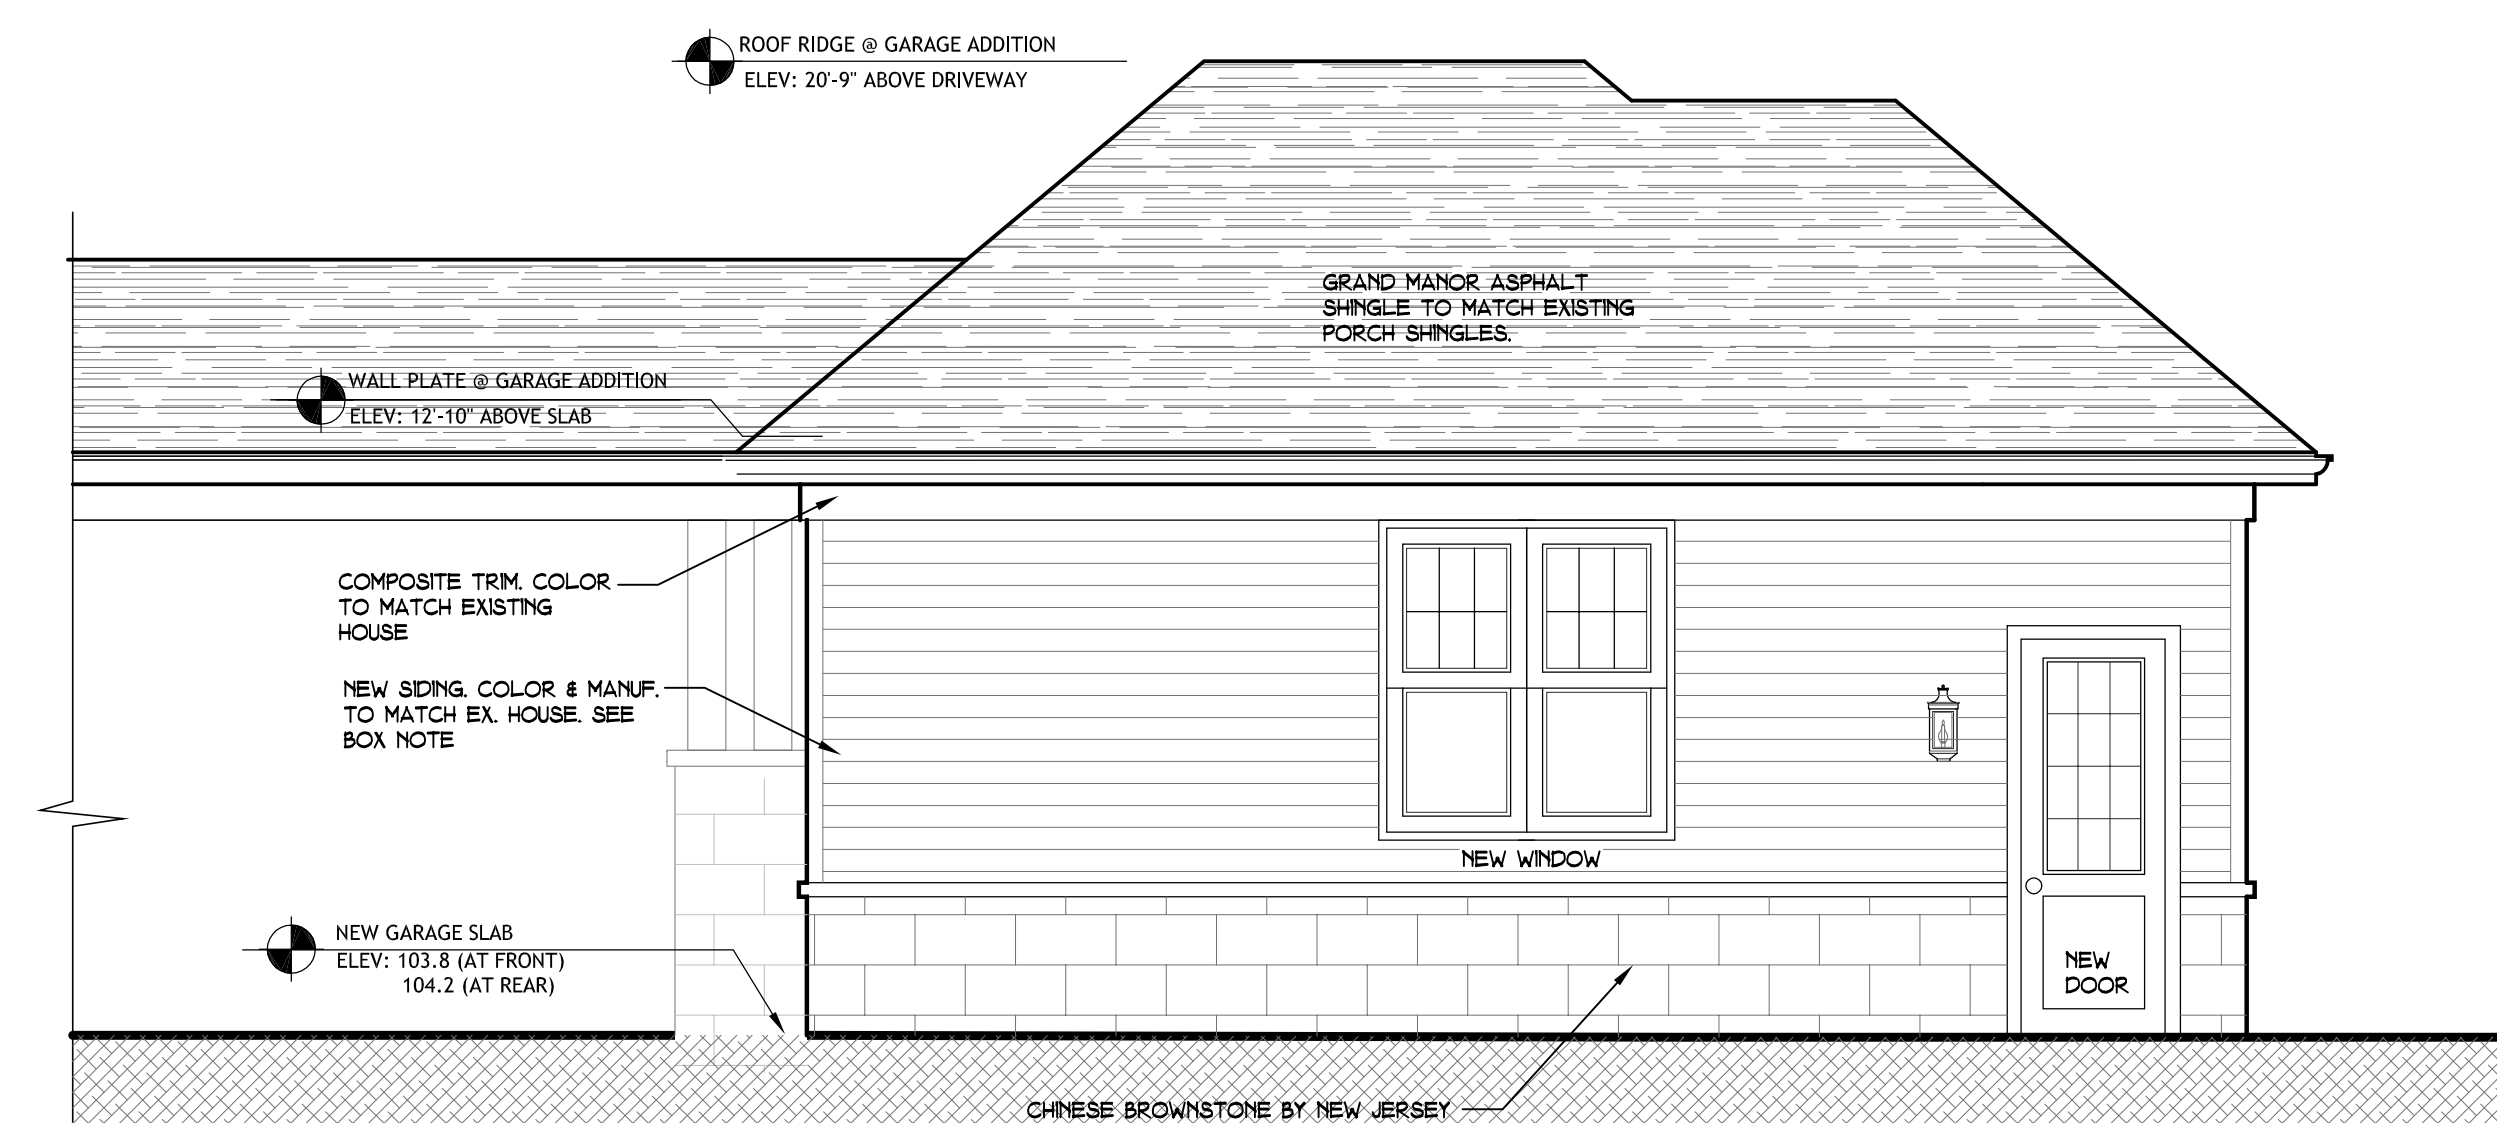 ROOF RIDGE @ GARAGE ADDITION
ELEV: 20'-9" ABOVE DRIVEWAY
GRAND MANOR ASPHALT
SHINGLE TO MATCH EXISTING
PORCH SHINGLES.
WALL PLATE @ GARAGE ADDITION
ELEV: 12'-10" ABOVE SLAB
COMPOSITE TRIM. COLOR
TO MATCH EXISTING
HOUSE
NEW SIDING. COLOR & MANUF.
TO MATCH EX. HOUSE. SEE
BOX NOTE
NEW WINDOW
NEW GARAGE SLAB
ELEV: 103.8 (AT FRONT)
104.2 (AT REAR)
NEW
DOOR
CHINESE BROWNSTONE BY NEW JERSEY